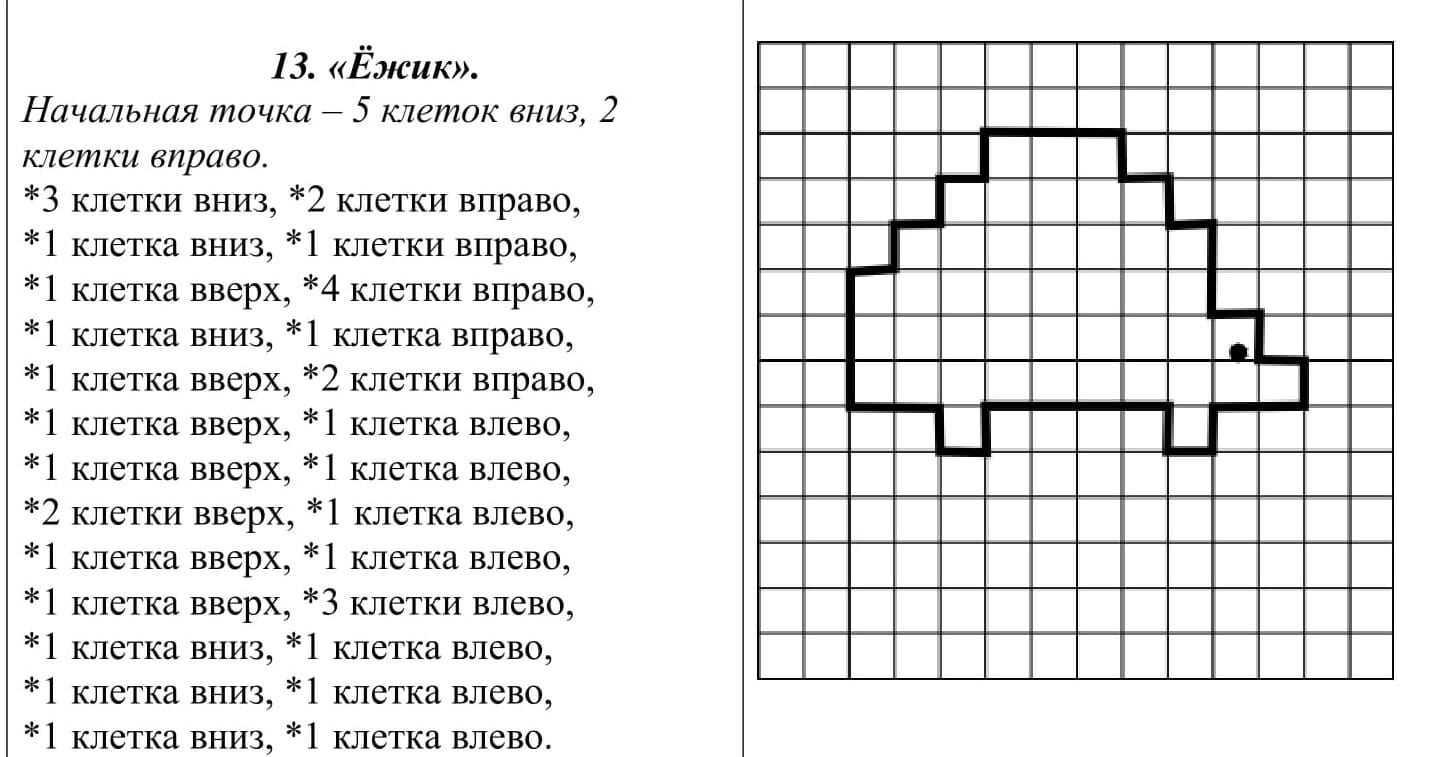 13. «Ёжик».
Начальная точка – 5 клеток вниз, 2
клетки вправо.
*3 клетки вниз, *2 клетки вправо,
*1 клетка вниз, *1 клетки вправо,
*1 клетка вверх, *4 клетки вправо,
*1 клетка вниз, *1 клетка вправо,
*1 клетка вверх, *2 клетки вправо,
*1 клетка вверх, *1 клетка влево,
*1 клетка вверх, *1 клетка влево,
*2 клетки вверх, *1 клетка влево,
*1 клетка вверх, *1 клетка влево,
*1 клетка вверх, *3 клетки влево,
*1 клетка вниз, *1 клетка влево,
*1 клетка вниз, *1 клетка влево,
*1 клетка вниз, *1 клетка влево.